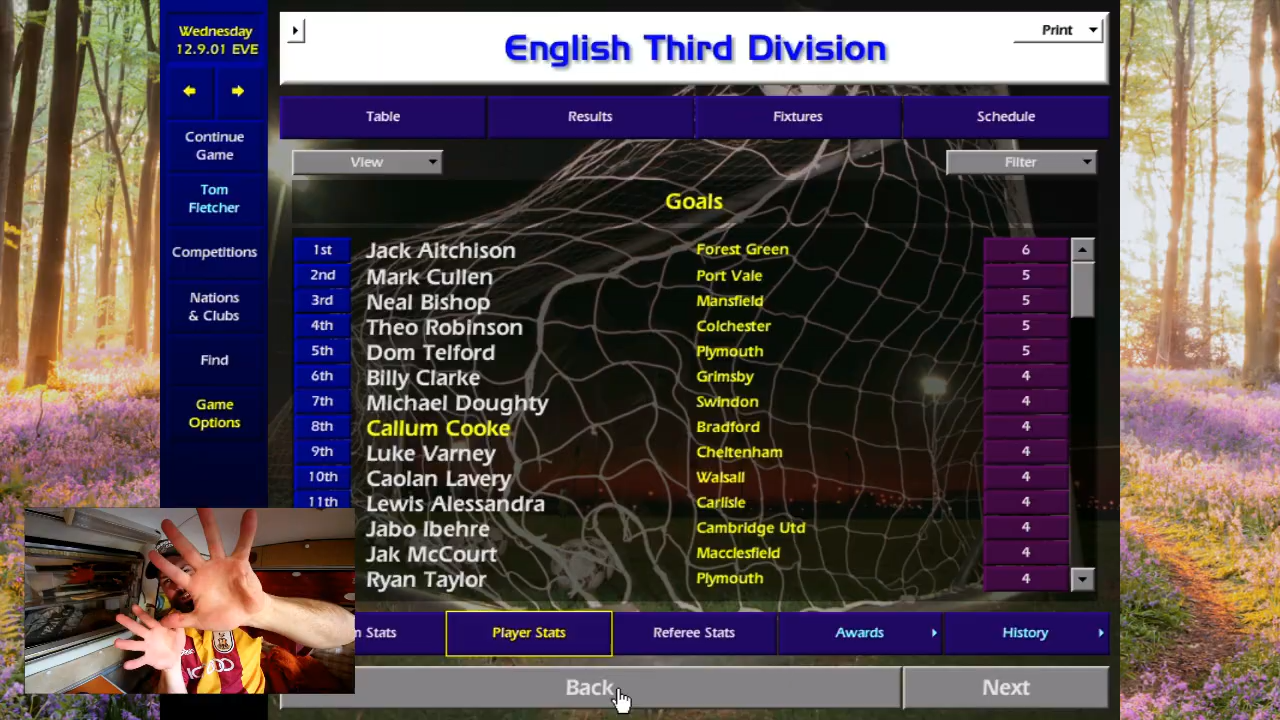 Wednesday
12.9.01 EVE
Continue
Game
Tom
Fletcher
Competitions
Nations
& Clubs
Find
Game
Options
English Third Division
Print
Table Results Fixtures Schedule
View Filter
Goals
1st Jack Aitchison Forest Green 6
2nd Mark Cullen Port Vale 5
3rd Neal Bishop Mansfield 5
4th Theo Robinson Colchester 5
5th Dom Telford Plymouth 5
6th Billy Clarke Grimsby 4
7th Michael Doughty Swindon 4
8th Callum Cooke Bradford 4
9th Luke Varney Cheltenham 4
10th Caolan Lavery Walsall 4
11th Lewis Alessandra Carlisle 4
Jabo Ibehre Cambridge Utd 4
Jak McCourt Macclesfield 4
Ryan Taylor Plymouth 4
Stats Player Stats Referee Stats Awards History
Back Next